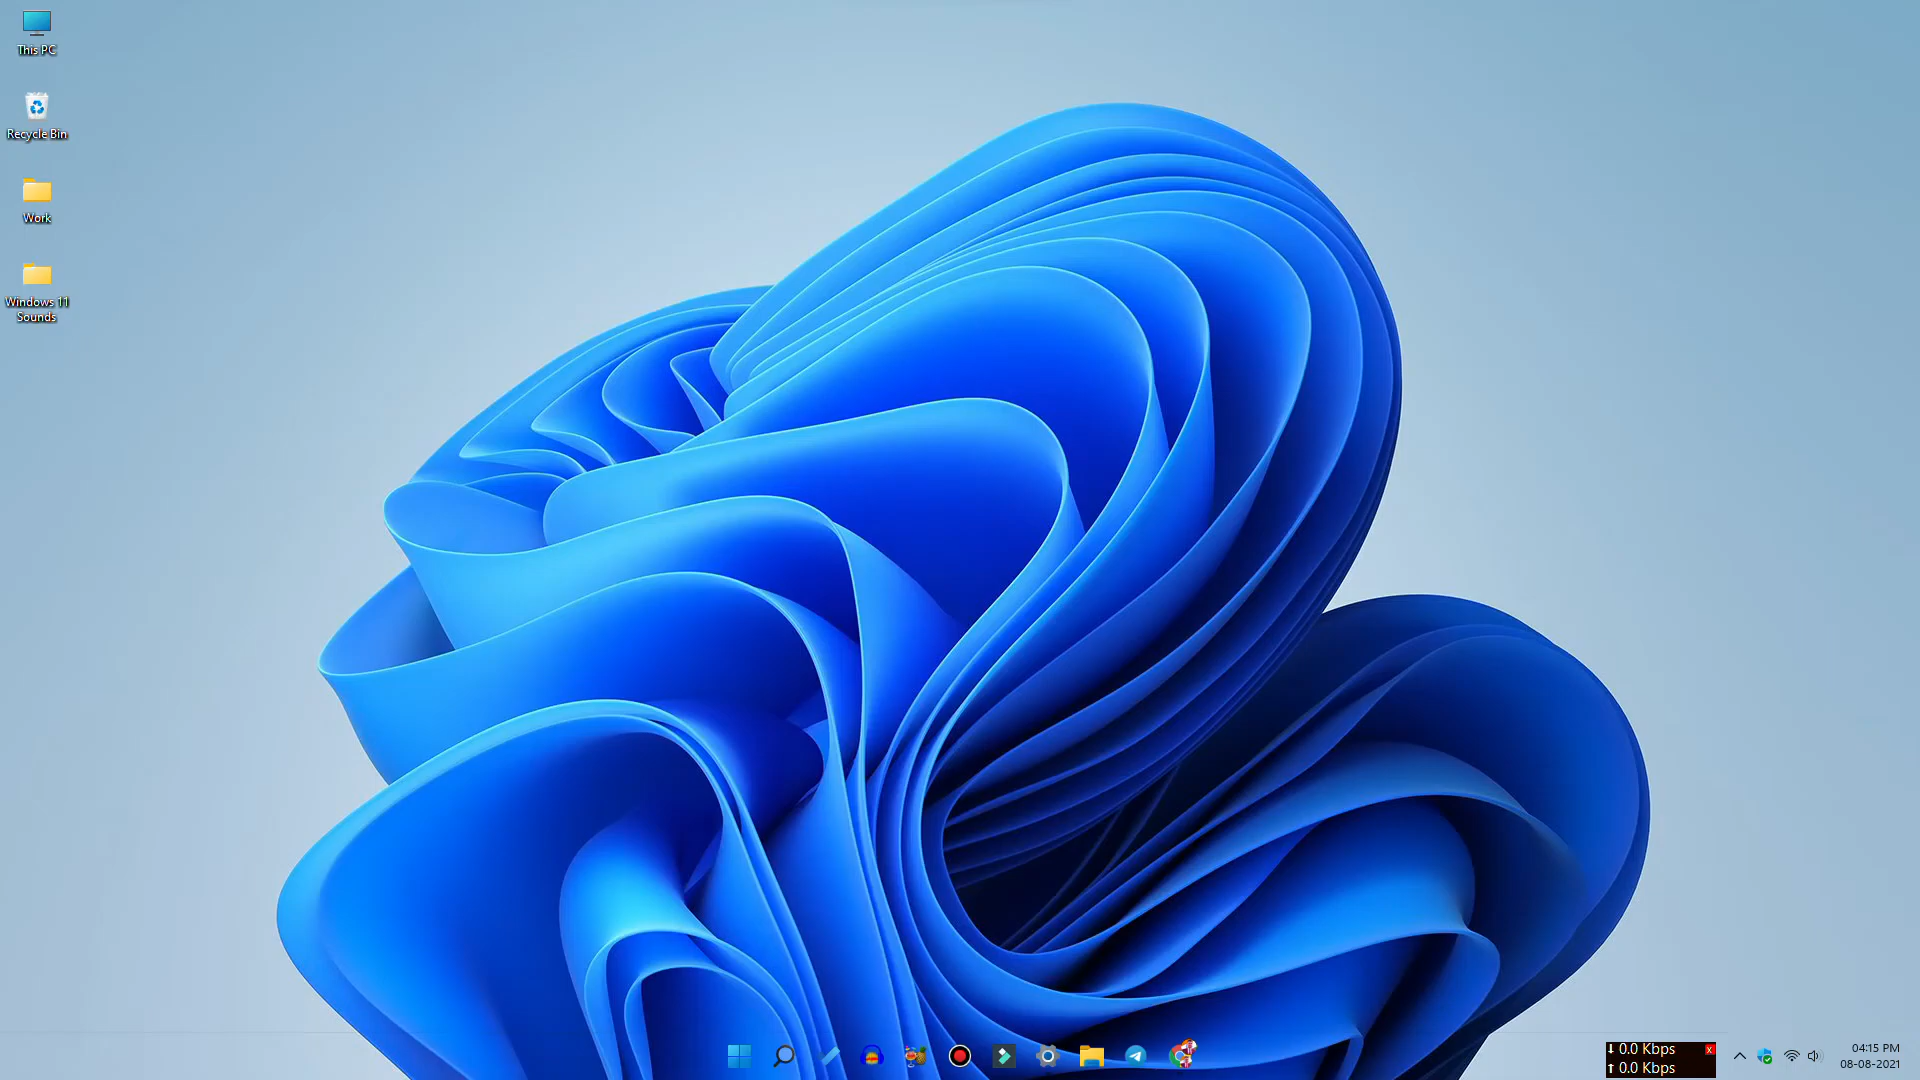 This PC
Recycle Bin
Work
Windows 11
Sounds
0.0 Kbps
x
0.0 Kbps
04:15 PM
08-08-2021